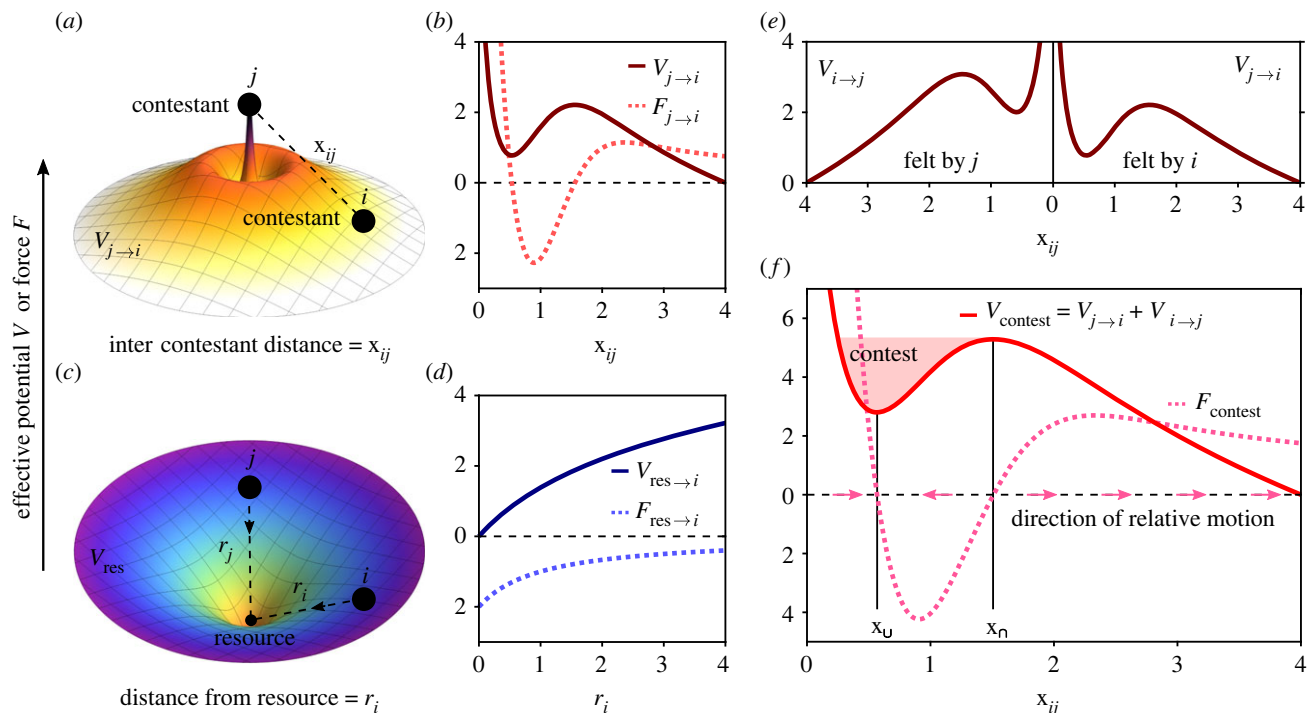 (a)
j
contestant
x_ij
i
contestant
V_j→i
inter contestant distance = x_ij
effective potential V or force F
(b)
4
2
0
2
0 1 2 3 4
V_j→i
F_j→i
x_ij
(c)
j
r_j
V_res
i
r_i
resource
distance from resource = r_i
(d)
4
2
0
2
0 1 2 3 4
V_res→i
F_res→i
r_i
(e)
4
2
0
V_i→j
V_j→i
felt by j
felt by i
4 3 2 1 0 1 2 3 4
x_ij
(f)
6
4
2
0
2
4
V_contest = V_j→i + V_i→j
contest
F_contest
direction of relative motion
x_∪
x_∩
0 1 2 3 4
x_ij